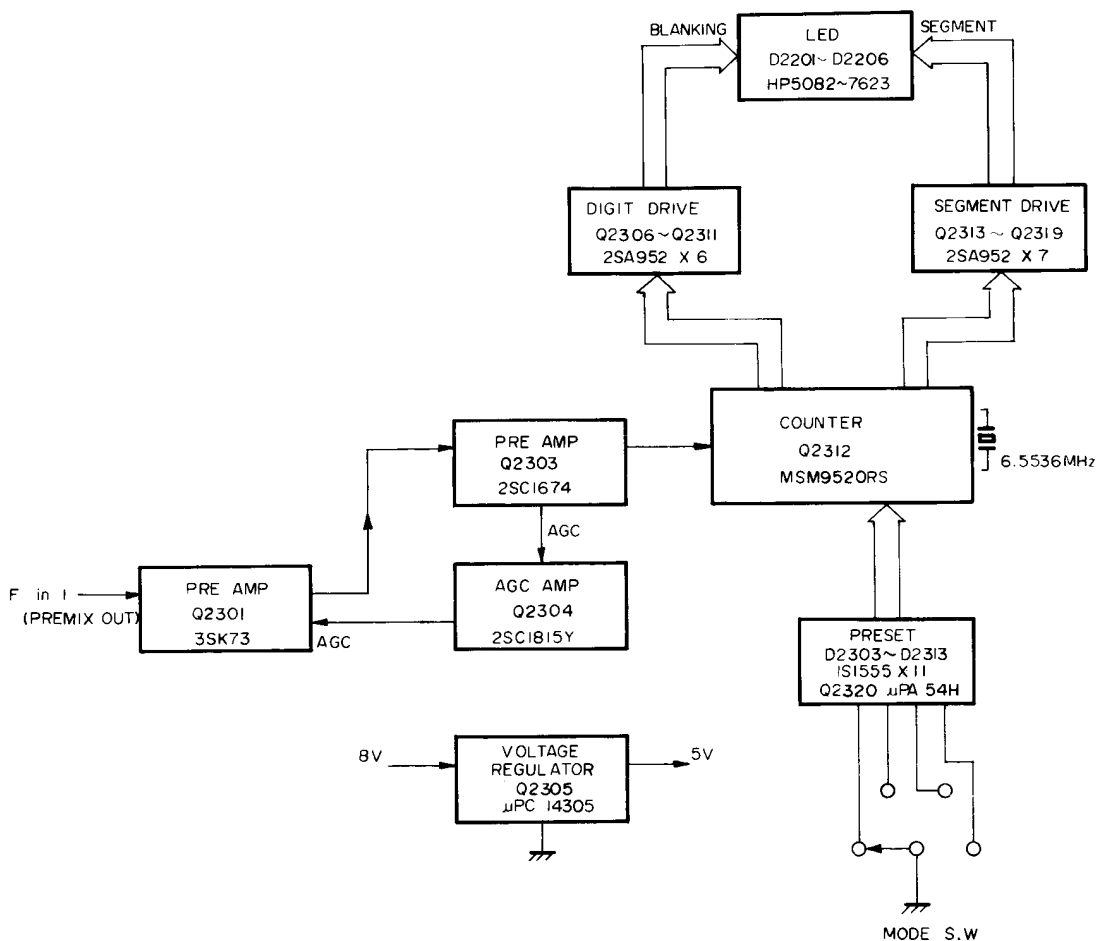 BLANKING
LED
D2201~D2206
HP5082~7623
SEGMENT
DIGIT DRIVE
Q2306~Q2311
2SA952 X 6
SEGMENT DRIVE
Q2313~Q2319
2SA952 X 7
COUNTER
Q2312
MSM9520RS
6.5536MHz
PRE AMP
Q2303
2SC1674
AGC
F in 1
(PREMIX OUT)
PRE AMP
Q2301
3SK73
AGC
AGC AMP
Q2304
2SC1815Y
PRESET
D2303~D2313
1S1555 X 11
Q2320 μPA 54H
8V
VOLTAGE
REGULATOR
Q2305
μPC 14305
5V
MODE S.W